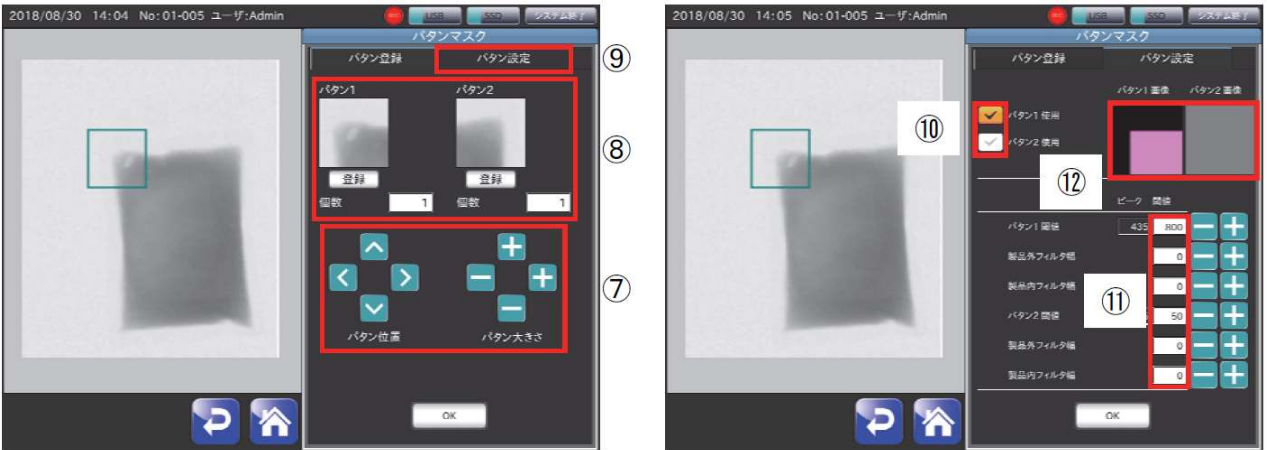 2018/08/30 14:04 No:01-005 ユーザ:Admin
USB
SSD
システム終了
パタンマスク
パタン登録
パタン設定
⑨
パタン1
パタン2
⑧
登録
登録
個数 1
個数 1
⑦
パタン位置
パタン大きさ
OK
2018/08/30 14:05 No:01-005 ユーザ:Admin
USB
SSD
システム終了
パタンマスク
パタン登録
パタン設定
パタン1 画像
パタン2 画像
⑩
パタン1 使用
パタン2 使用
⑫
ピーク 閾値
パタン1 閾値 435 800
製品外フィルタ幅 0
製品内フィルタ幅 0
⑪
パタン2 閾値 50
製品外フィルタ幅 0
製品内フィルタ幅 0
OK